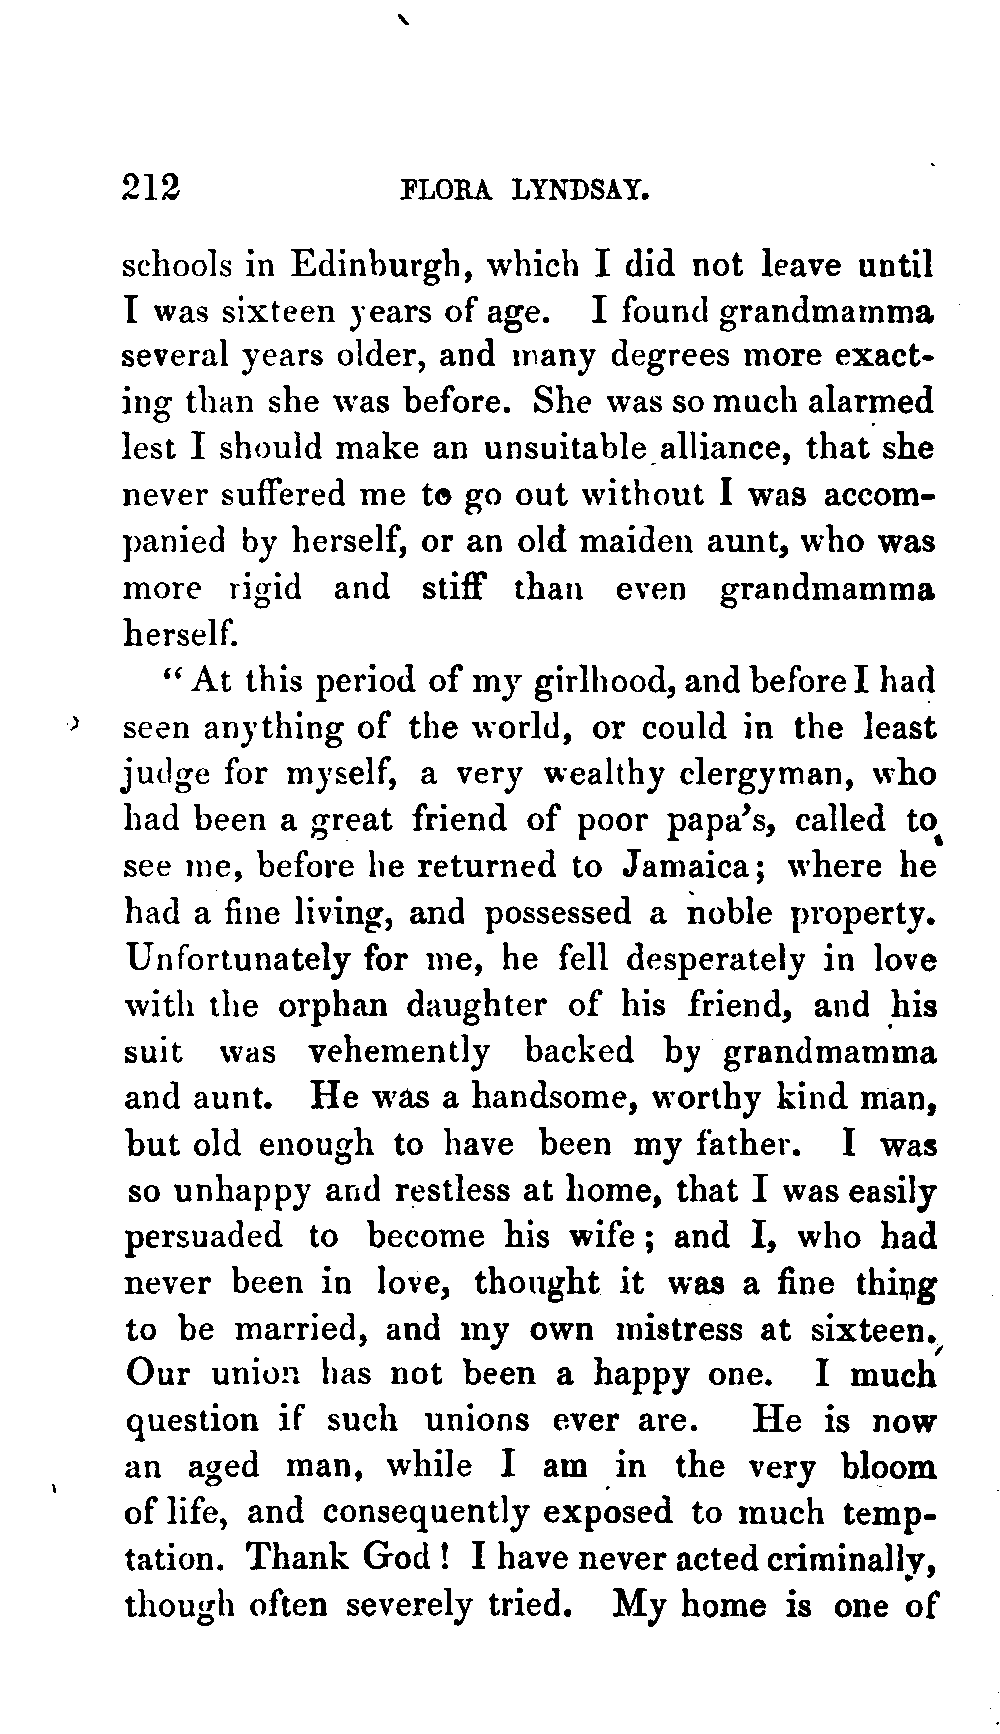 212 FLORA LYNDSAY.
schools in Edinburgh, which I did not leave until
I was sixteen years of age. I found grandmamma
several years older, and many degrees more exact-
ing than she was before. She was so much alarmed
lest I should make an unsuitable alliance, that she
never suffered me to go out without I was accom-
panied by herself, or an old maiden aunt, who was
more rigid and stiff than even grandmamma
herself.
“At this period of my girlhood, and before I had
seen anything of the world, or could in the least
judge for myself, a very wealthy clergyman, who
had been a great friend of poor papa's, called to
see me, before he returned to Jamaica; where he
had a fine living, and possessed a noble property.
Unfortunately for me, he fell desperately in love
with the orphan daughter of his friend, and his
suit was vehemently backed by grandmamma
and aunt. He was a handsome, worthy kind man,
but old enough to have been my father. I was
so unhappy and restless at home, that I was easily
persuaded to become his wife; and I, who had
never been in love, thought it was a fine thing
to be married, and my own mistress at sixteen.
Our union has not been a happy one. I much
question if such unions ever are. He is now
an aged man, while I am in the very bloom
of life, and consequently exposed to much temp-
tation. Thank God! I have never acted criminally,
though often severely tried. My home is one of